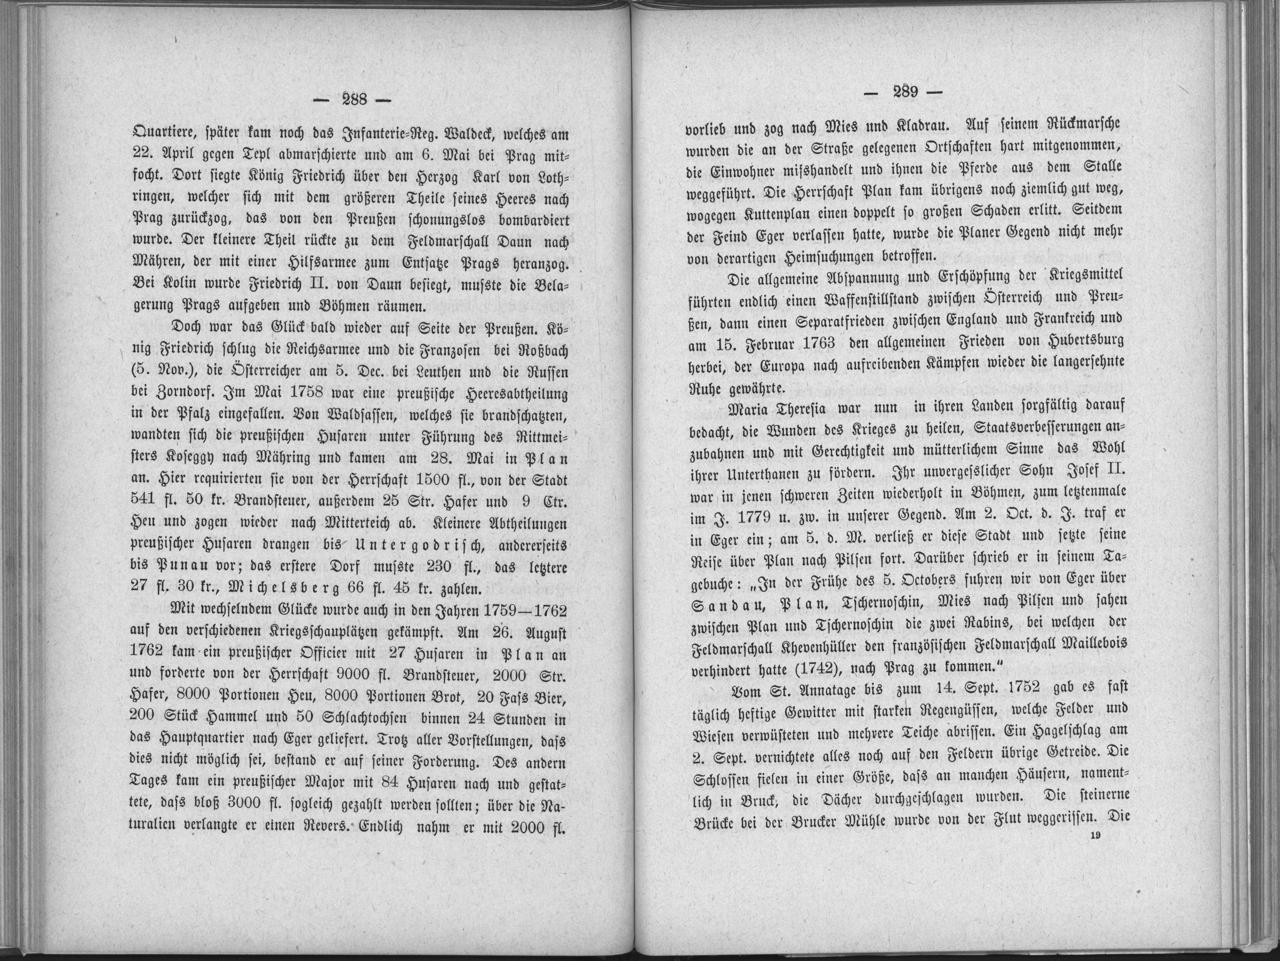 — 288 —
Quartiere, später kam noch das Infanterie-Reg. Waldeck, welches am
22. April gegen Tepl abmarschierte und am 6. Mai bei Prag mit-
focht. Dort siegte König Friedrich über den Herzog Karl von Loth-
ringen, welcher sich mit dem größeren Theile seines Heeres nach
Prag zurückzog, das von den Preußen schonungslos bombardiert
wurde. Der kleinere Theil rückte zu dem Feldmarschall Daun nach
Mähren, der mit einer Hilfsarmee zum Entsatze Prags heranzog.
Bei Kolin wurde Friedrich II. von Daun besiegt, musste die Bela-
gerung Prags aufgeben und Böhmen räumen.
Doch war das Glück bald wieder auf Seite der Preußen. Kö-
nig Friedrich schlug die Reichsarmee und die Franzosen bei Roßbach
(5. Nov.), die Österreicher am 5. Dec. bei Leuthen und die Russen
bei Zorndorf. Im Mai 1758 war eine preußische Heeresabtheilung
in der Pfalz eingefallen. Von Waldsassen, welches sie brandschatzten,
wandten sich die preußischen Husaren unter Führung des Rittmei-
sters Koseggy nach Mähring und kamen am 28. Mai in Plan
an. Hier requirierten sie von der Herrschaft 1500 fl., von der Stadt
541 fl. 50 kr. Brandsteuer, außerdem 25 Str. Hafer und 9 Ctr.
Heu und zogen wieder nach Mitterteich ab. Kleinere Abtheilungen
preußischer Husaren drangen bis Untergodrisch, andererseits
bis Punau vor; das erstere Dorf musste 230 fl., das letztere
27 fl. 30 kr., Michelsberg 66 fl. 45 kr. zahlen.
Mit wechselndem Glücke wurde auch in den Jahren 1759—1762
auf den verschiedenen Kriegsschauplätzen gekämpft. Am 26. August
1762 kam ein preußischer Officier mit 27 Husaren in Plan an
und forderte von der Herrschaft 9000 fl. Brandsteuer, 2000 Str.
Hafer, 8000 Portionen Heu, 8000 Portionen Brot, 20 Fass Bier,
200 Stück Hammel und 50 Schlachtochsen binnen 24 Stunden in
das Hauptquartier nach Eger geliefert. Trotz aller Vorstellungen, dass
dies nicht möglich sei, bestand er auf seiner Forderung. Des andern
Tages kam ein preußischer Major mit 84 Husaren nach und gestat-
tete, dass bloß 3000 fl. sogleich gezahlt werden sollten; über die Na-
turalien verlangte er einen Revers. Endlich nahm er mit 2000 fl.
— 289 —
vorlieb und zog nach Mies und Kladrau. Auf seinem Rückmarsche
wurden die an der Straße gelegenen Ortschaften hart mitgenommen,
die Einwohner misshandelt und ihnen die Pferde aus dem Stalle
weggeführt. Die Herrschaft Plan kam übrigens noch ziemlich gut weg,
wogegen Kuttenplan einen doppelt so großen Schaden erlitt. Seitdem
der Feind Eger verlassen hatte, wurde die Planer Gegend nicht mehr
von derartigen Heimsuchungen betroffen.
Die allgemeine Abspannung und Erschöpfung der Kriegsmittel
führten endlich einen Waffenstillstand zwischen Österreich und Preu-
ßen, dann einen Separatfrieden zwischen England und Frankreich und
am 15. Februar 1763 den allgemeinen Frieden von Hubertsburg
herbei, der Europa nach aufreibenden Kämpfen wieder die langersehnte
Ruhe gewährte.
Maria Theresia war nun in ihren Landen sorgfältig darauf
bedacht, die Wunden des Krieges zu heilen, Staatsverbesserungen an-
zubahnen und mit Gerechtigkeit und mütterlichem Sinne das Wohl
ihrer Unterthanen zu fördern. Ihr unvergesslicher Sohn Josef II.
war in jenen schweren Zeiten wiederholt in Böhmen, zum letztenmale
im J. 1779 u. zw. in unserer Gegend. Am 2. Oct. d. J. traf er
in Eger ein; am 5. d. M. verließ er diese Stadt und setzte seine
Reise über Plan nach Pilsen fort. Darüber schrieb er in seinem Ta-
gebuche: „In der Frühe des 5. Octobers fuhren wir von Eger über
Sandau, Plan, Tschernoschin, Mies nach Pilsen und sahen
zwischen Plan und Tschernoschin die zwei Rabins, bei welchen der
Feldmarschall Khevenhüller den französischen Feldmarschall Maillebois
verhindert hatte (1742), nach Prag zu kommen.“
Vom St. Annatage bis zum 14. Sept. 1752 gab es fast
täglich heftige Gewitter mit starken Regengüssen, welche Felder und
Wiesen verwüsteten und mehrere Teiche abrissen. Ein Hagelschlag am
2. Sept. vernichtete alles noch auf den Feldern übrige Getreide. Die
Schlossen fielen in einer Größe, dass an manchen Häusern, nament-
lich in Bruck, die Dächer durchgeschlagen wurden. Die steinerne
Brücke bei der Brucker Mühle wurde von der Flut weggerissen. Die
19